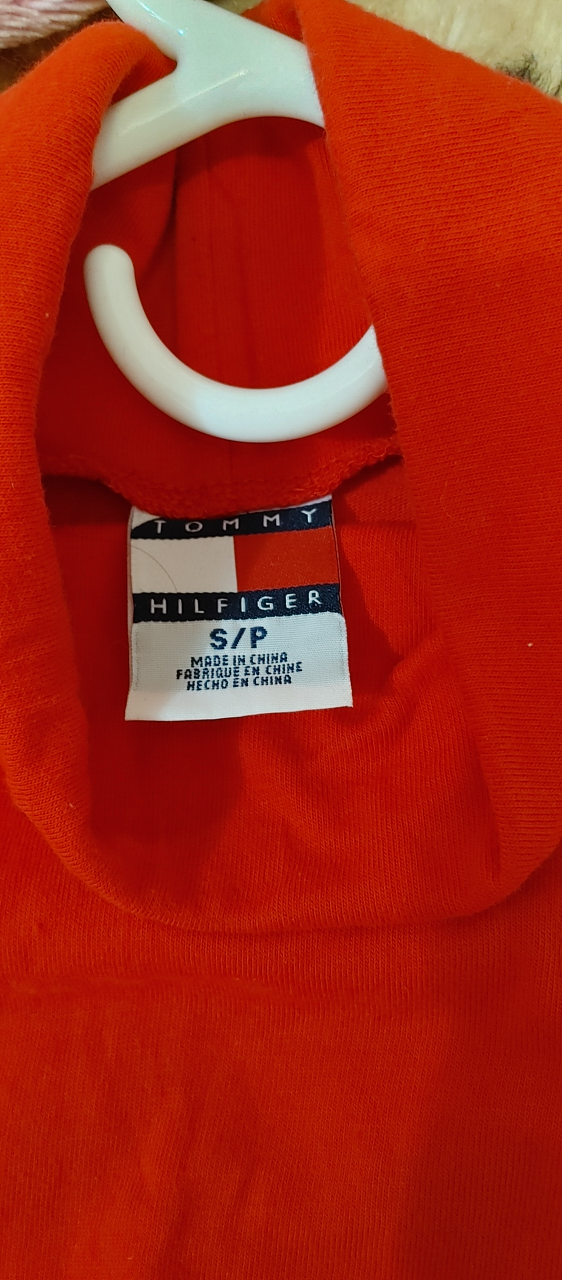 TOMMY
HILFIGER
S/P
MADE IN CHINA
FABRIQUE EN CHINE
HECHO EN CHINA